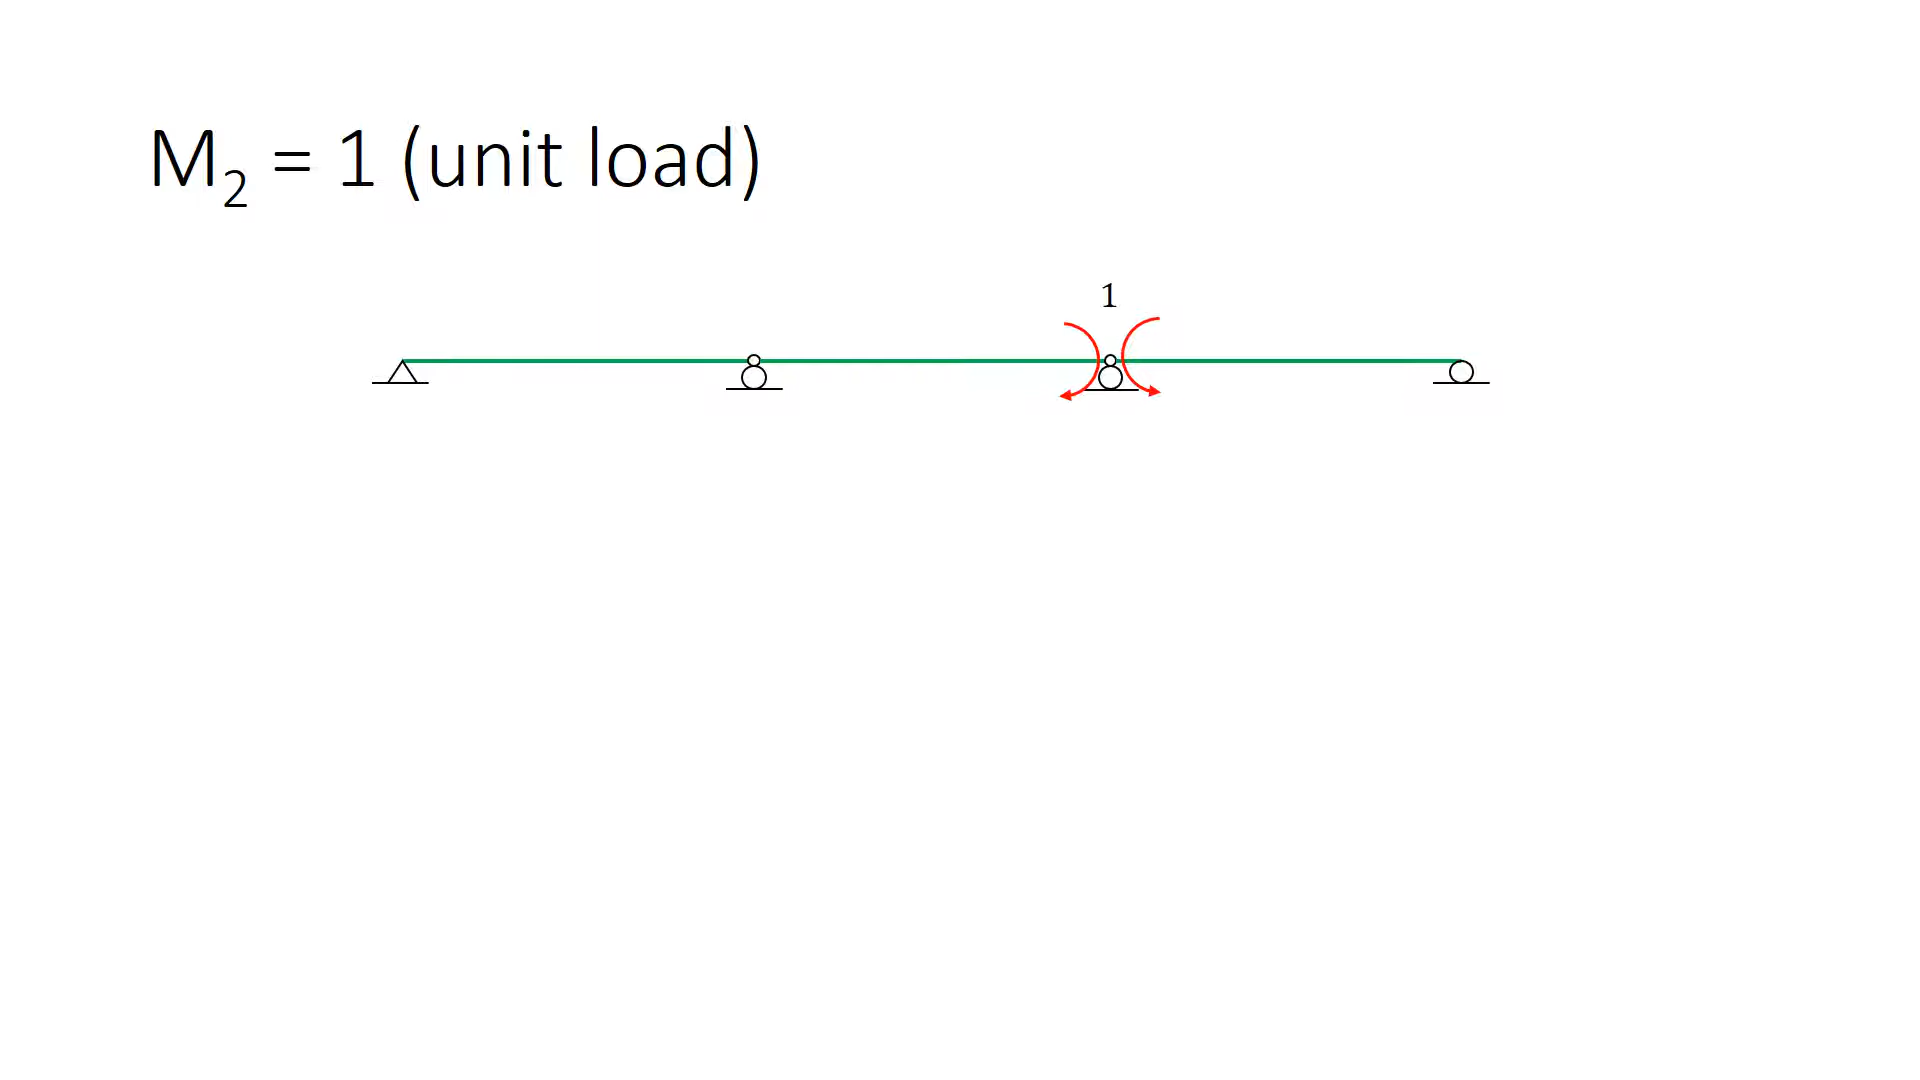 M₂ = 1 (unit load)
1